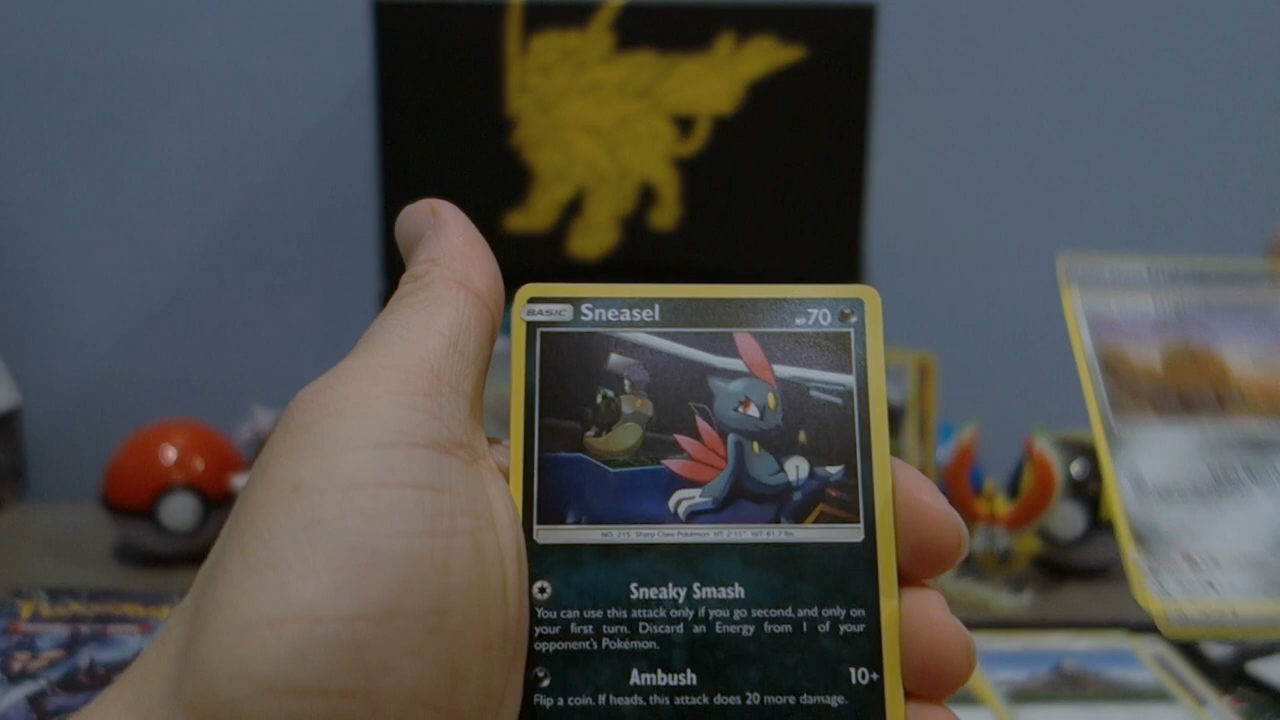 BASIC Sneasel HP 70
NO. 215 Sharp Claw Pokémon HT: 2'11" WT: 61.7 lbs.
Sneaky Smash
You can use this attack only if you go second, and only on
your first turn. Discard an Energy from 1 of your
opponent's Pokémon.
Ambush 10+
Flip a coin. If heads, this attack does 20 more damage.